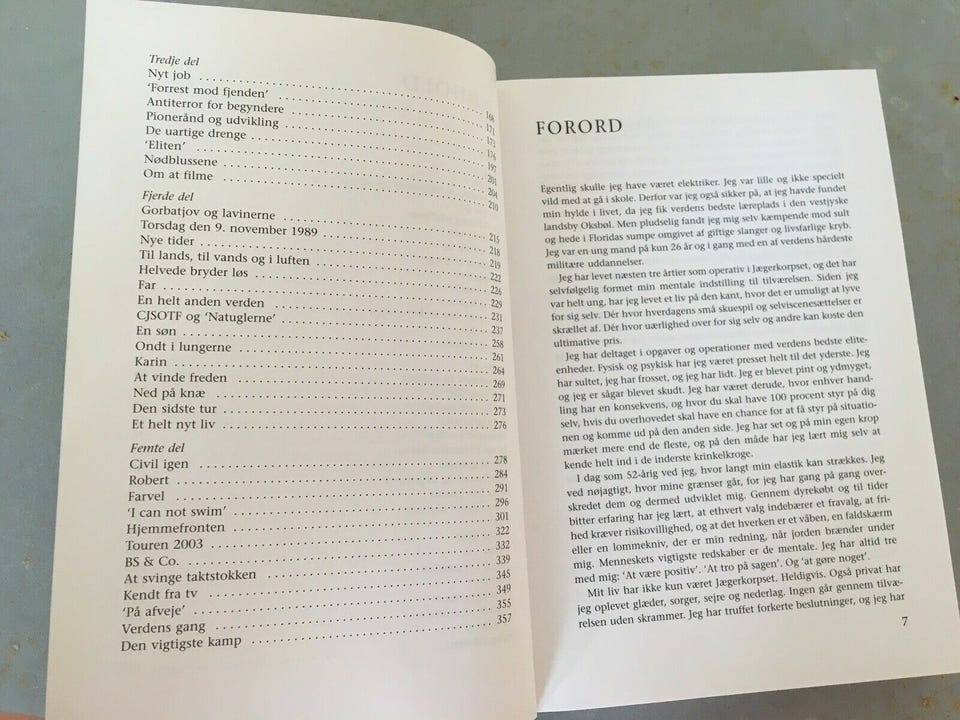 Tredje del
Nyt job
'Forrest mod fjenden' 171
Antiterror for begyndere 173
Pionerånd og udvikling 176
De uartige drenge 197
'Eliten' 201
Nødblussene 204
Om at filme 210
Fjerde del
Gorbatjov og lavinerne 215
Torsdag den 9. november 1989 218
Nye tider 219
Til lands, til vands og i luften 222
Helvede bryder løs 226
Far 229
En helt anden verden 231
CJSOTF og 'Natuglerne' 237
En søn 258
Ondt i lungerne 261
Karin 264
At vinde freden 269
Ned på knæ 271
Den sidste tur 273
Et helt nyt liv 276
Femte del
Civil igen 278
Robert 284
Farvel 291
'I can not swim' 296
Hjemmefronten 301
Touren 2003 322
BS & Co. 332
At svinge taktstokken 339
Kendt fra tv 345
'På afveje' 349
Verdens gang 355
Den vigtigste kamp 357
FORORD
Egentlig skulle jeg have været elektriker. Jeg var lille og ikke specielt
vild med at gå i skole. Derfor var jeg også sikker på, at jeg havde fundet
min hylde i livet, da jeg fik verdens bedste læreplads i den vestjyske
landsby Oksbøl. Men pludselig fandt jeg mig selv kæmpende mod sult
og hede i Floridas sumpe omgivet af giftige slanger og livsfarlige kryb.
Jeg var en ung mand på kun 26 år og i gang med en af verdens hårdeste
militære uddannelser.
Jeg har levet næsten tre årtier som operativ i Jægerkorpset, og det har
selvfølgelig formet min mentale indstilling til tilværelsen. Siden jeg
var helt ung, har jeg levet et liv på den kant, hvor det er umuligt at lyve
for sig selv. Dér hvor hverdagens små skuespil og selviscenesættelser er
skrællet af. Dér hvor uærlighed over for sig selv og andre kan koste den
ultimative pris.
Jeg har deltaget i opgaver og operationer med verdens bedste elite-
enheder. Fysisk og psykisk har jeg været presset helt til det yderste. Jeg
har sultet, jeg har frosset, og jeg har lidt. Jeg er blevet pint og ydmyget,
og jeg er sågar blevet skudt. Jeg har været derude, hvor enhver hand-
ling har en konsekvens, og hvor du skal have 100 procent styr på dig
selv, hvis du overhovedet skal have en chance for at få styr på situatio-
nen og komme ud på den anden side. Jeg har set og på min egen krop
mærket mere end de fleste, og på den måde har jeg lært mig selv at
kende helt ind i de inderste krinkelkroge.
I dag som 52-årig ved jeg, hvor langt min elastik kan strækkes. Jeg
ved nøjagtigt, hvor mine grænser går, for jeg har gang på gang over-
skredet dem og dermed udviklet mig. Gennem dyrekøbt og til tider
bitter erfaring har jeg lært, at ethvert valg indebærer et fravalg, at fri-
hed kræver risikovillighed, og at det hverken er et våben, en faldskærm
eller en lommekniv, der er min redning, når jorden brænder under
mig. Menneskets vigtigste redskaber er de mentale. Jeg har altid tre
med mig: 'At være positiv'. 'At tro på sagen'. Og 'at gøre noget'.
Mit liv har ikke kun været Jægerkorpset. Heldigvis. Også privat har
jeg oplevet glæder, sorger, sejre og nederlag. Ingen går gennem tilvæ-
relsen uden skrammer. Jeg har truffet forkerte beslutninger, og jeg har
7